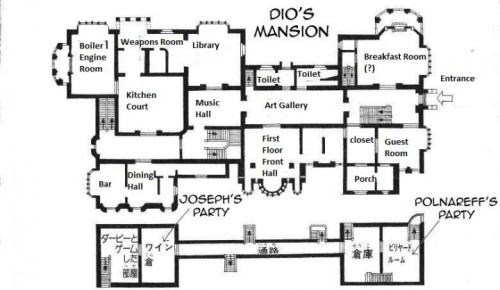 DIO'S
MANSION
Boiler
Engine
Room
Weapons Room
Library
Toilet
Toilet
Breakfast Room
(?)
Entrance
Kitchen
Court
Music
Hall
Art Gallery
First
Floor
Front
Hall
closet
Guest
Room
Porch
Bar
Dining
Hall
JOSEPH'S
PARTY
POLNAREFF'S
PARTY
ダービーと
ゲーム
した
部屋
ワイン
倉
通路
倉庫
ビリヤード
ルーム